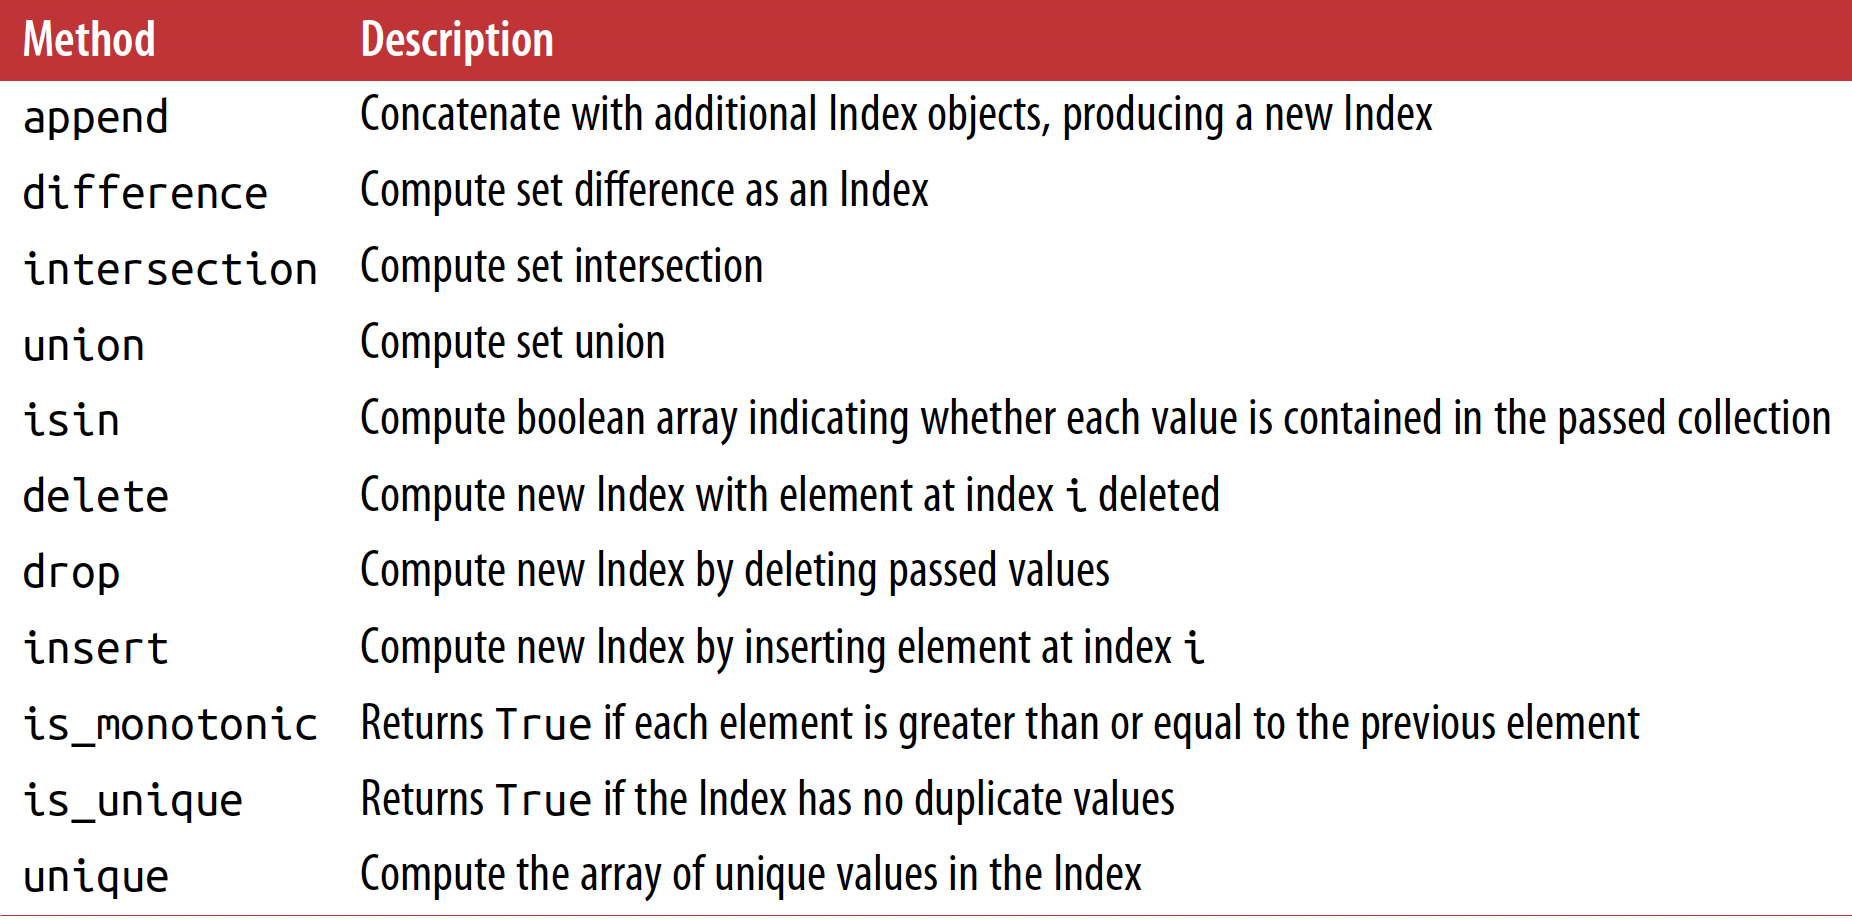 Method Description
append Concatenate with additional Index objects, producing a new Index
difference Compute set difference as an Index
intersection Compute set intersection
union Compute set union
isin Compute boolean array indicating whether each value is contained in the passed collection
delete Compute new Index with element at index i deleted
drop Compute new Index by deleting passed values
insert Compute new Index by inserting element at index i
is_monotonic Returns True if each element is greater than or equal to the previous element
is_unique Returns True if the Index has no duplicate values
unique Compute the array of unique values in the Index